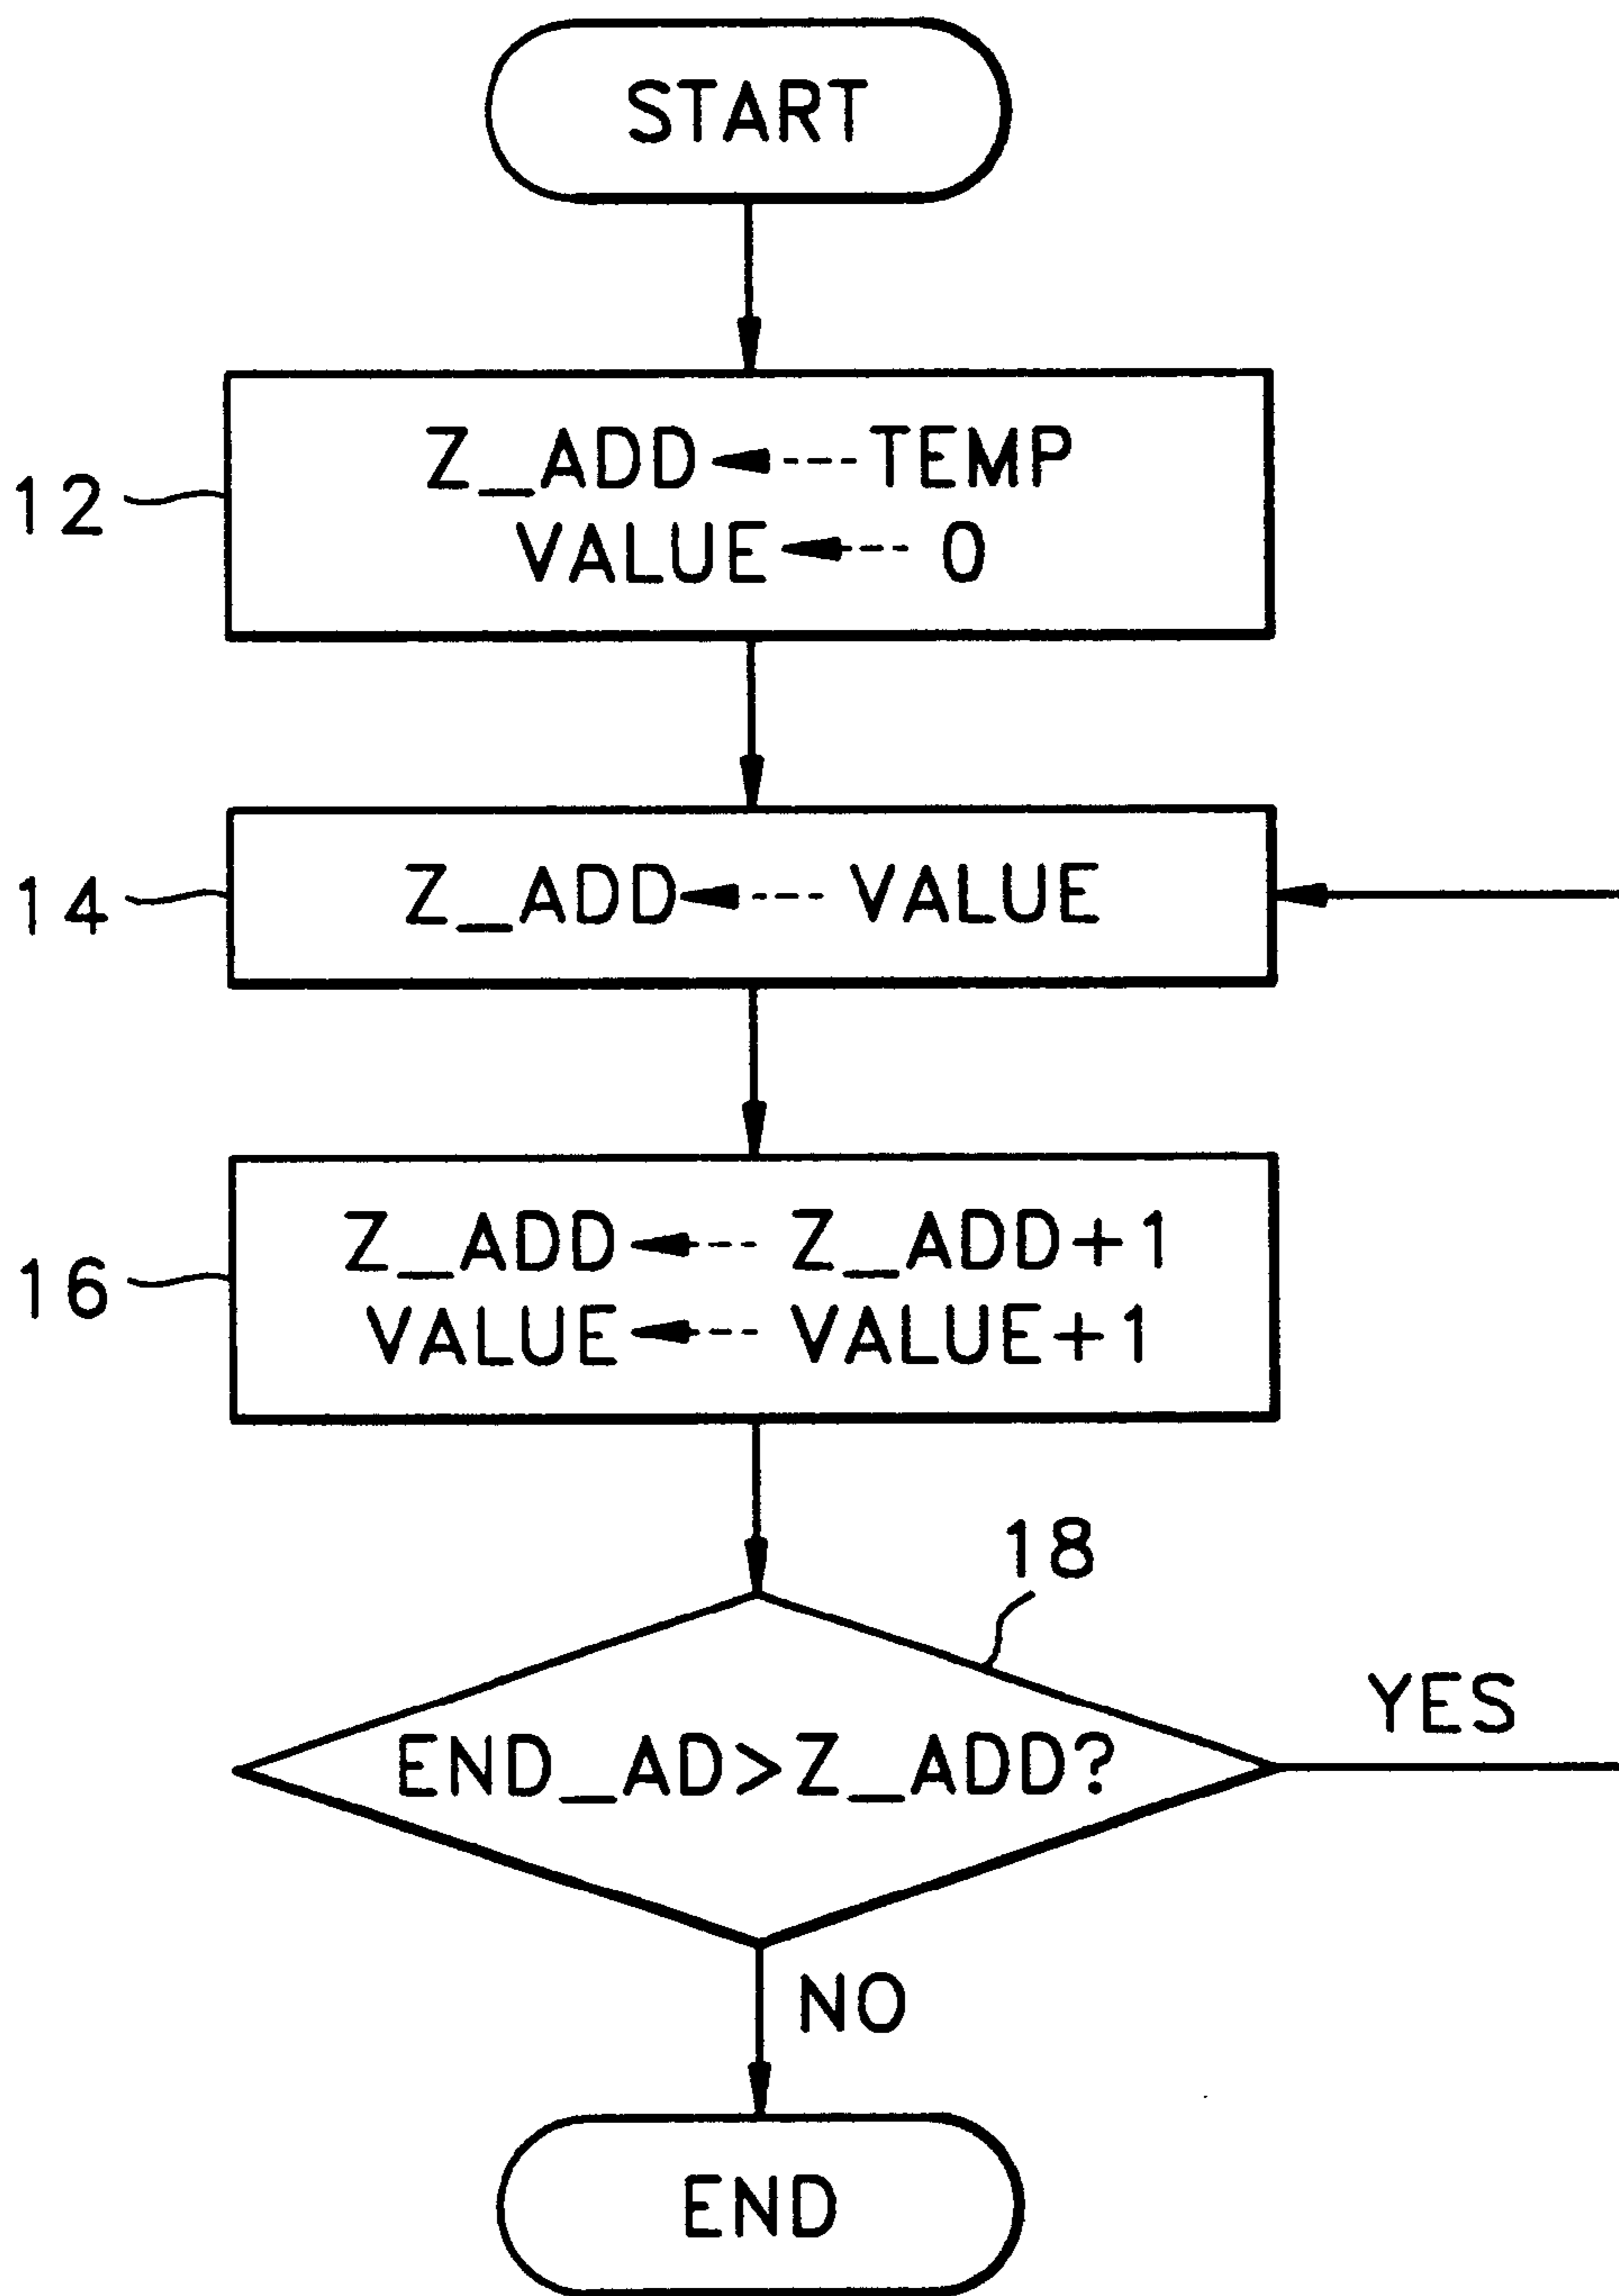 START
12
Z_ADD◄---TEMP
VALUE◄--- 0
14
Z_ADD◄--- VALUE
16
Z_ADD◄--- Z_ADD+1
VALUE◄--- VALUE+1
18
END_AD>Z_ADD?
YES
NO
END